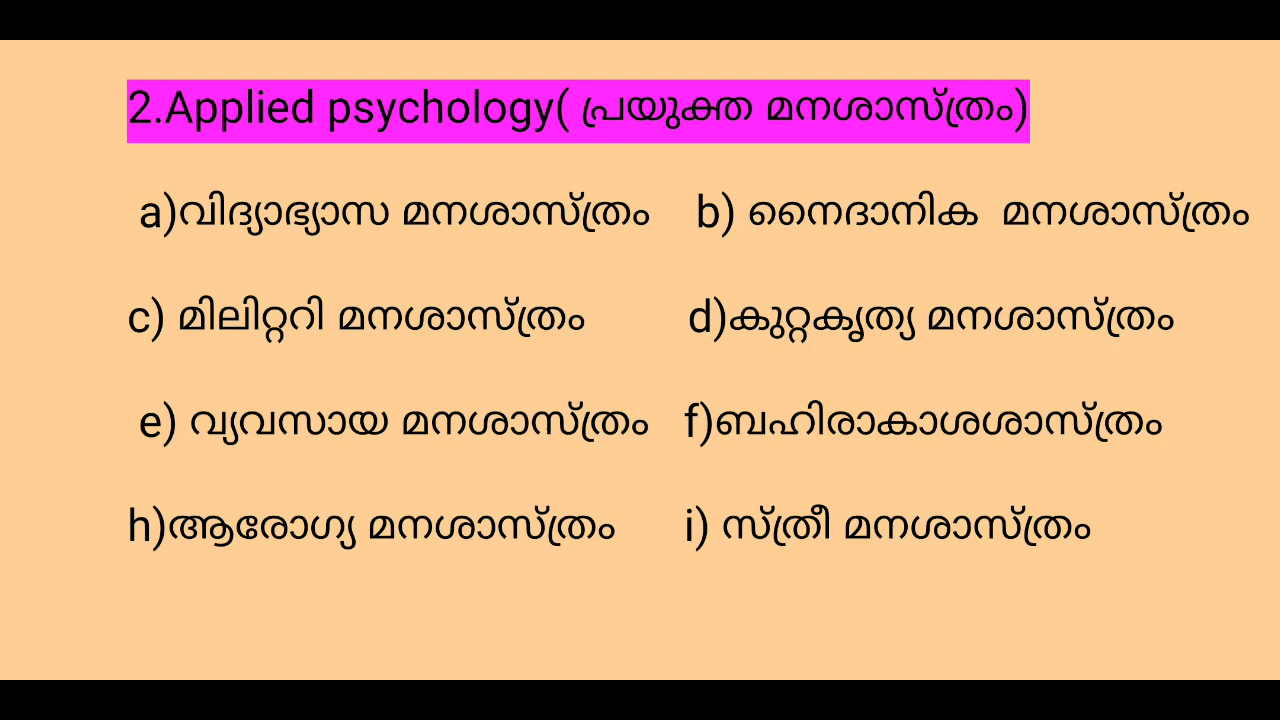 2.Applied psychology( പ്രയുക്ത മനശാസ്ത്രം)
a)വിദ്യാഭ്യാസ മനശാസ്ത്രം b) നൈദാനിക മനശാസ്ത്രം
c) മിലിറ്ററി മനശാസ്ത്രം d)കുറ്റകൃത്യ മനശാസ്ത്രം
e) വ്യവസായ മനശാസ്ത്രം f)ബഹിരാകാശശാസ്ത്രം
h)ആരോഗ്യ മനശാസ്ത്രം i) സ്ത്രീ മനശാസ്ത്രം